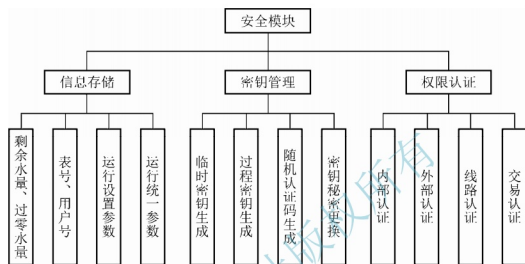 安全模块
信息存储
密钥管理
权限认证
剩余水量、过零水量
表号、用户号
运行设置参数
运行统一参数
临时密钥生成
过程密钥生成
随机认证码生成
密钥秘密更换
内部认证
外部认证
线路认证
交易认证
版权所有